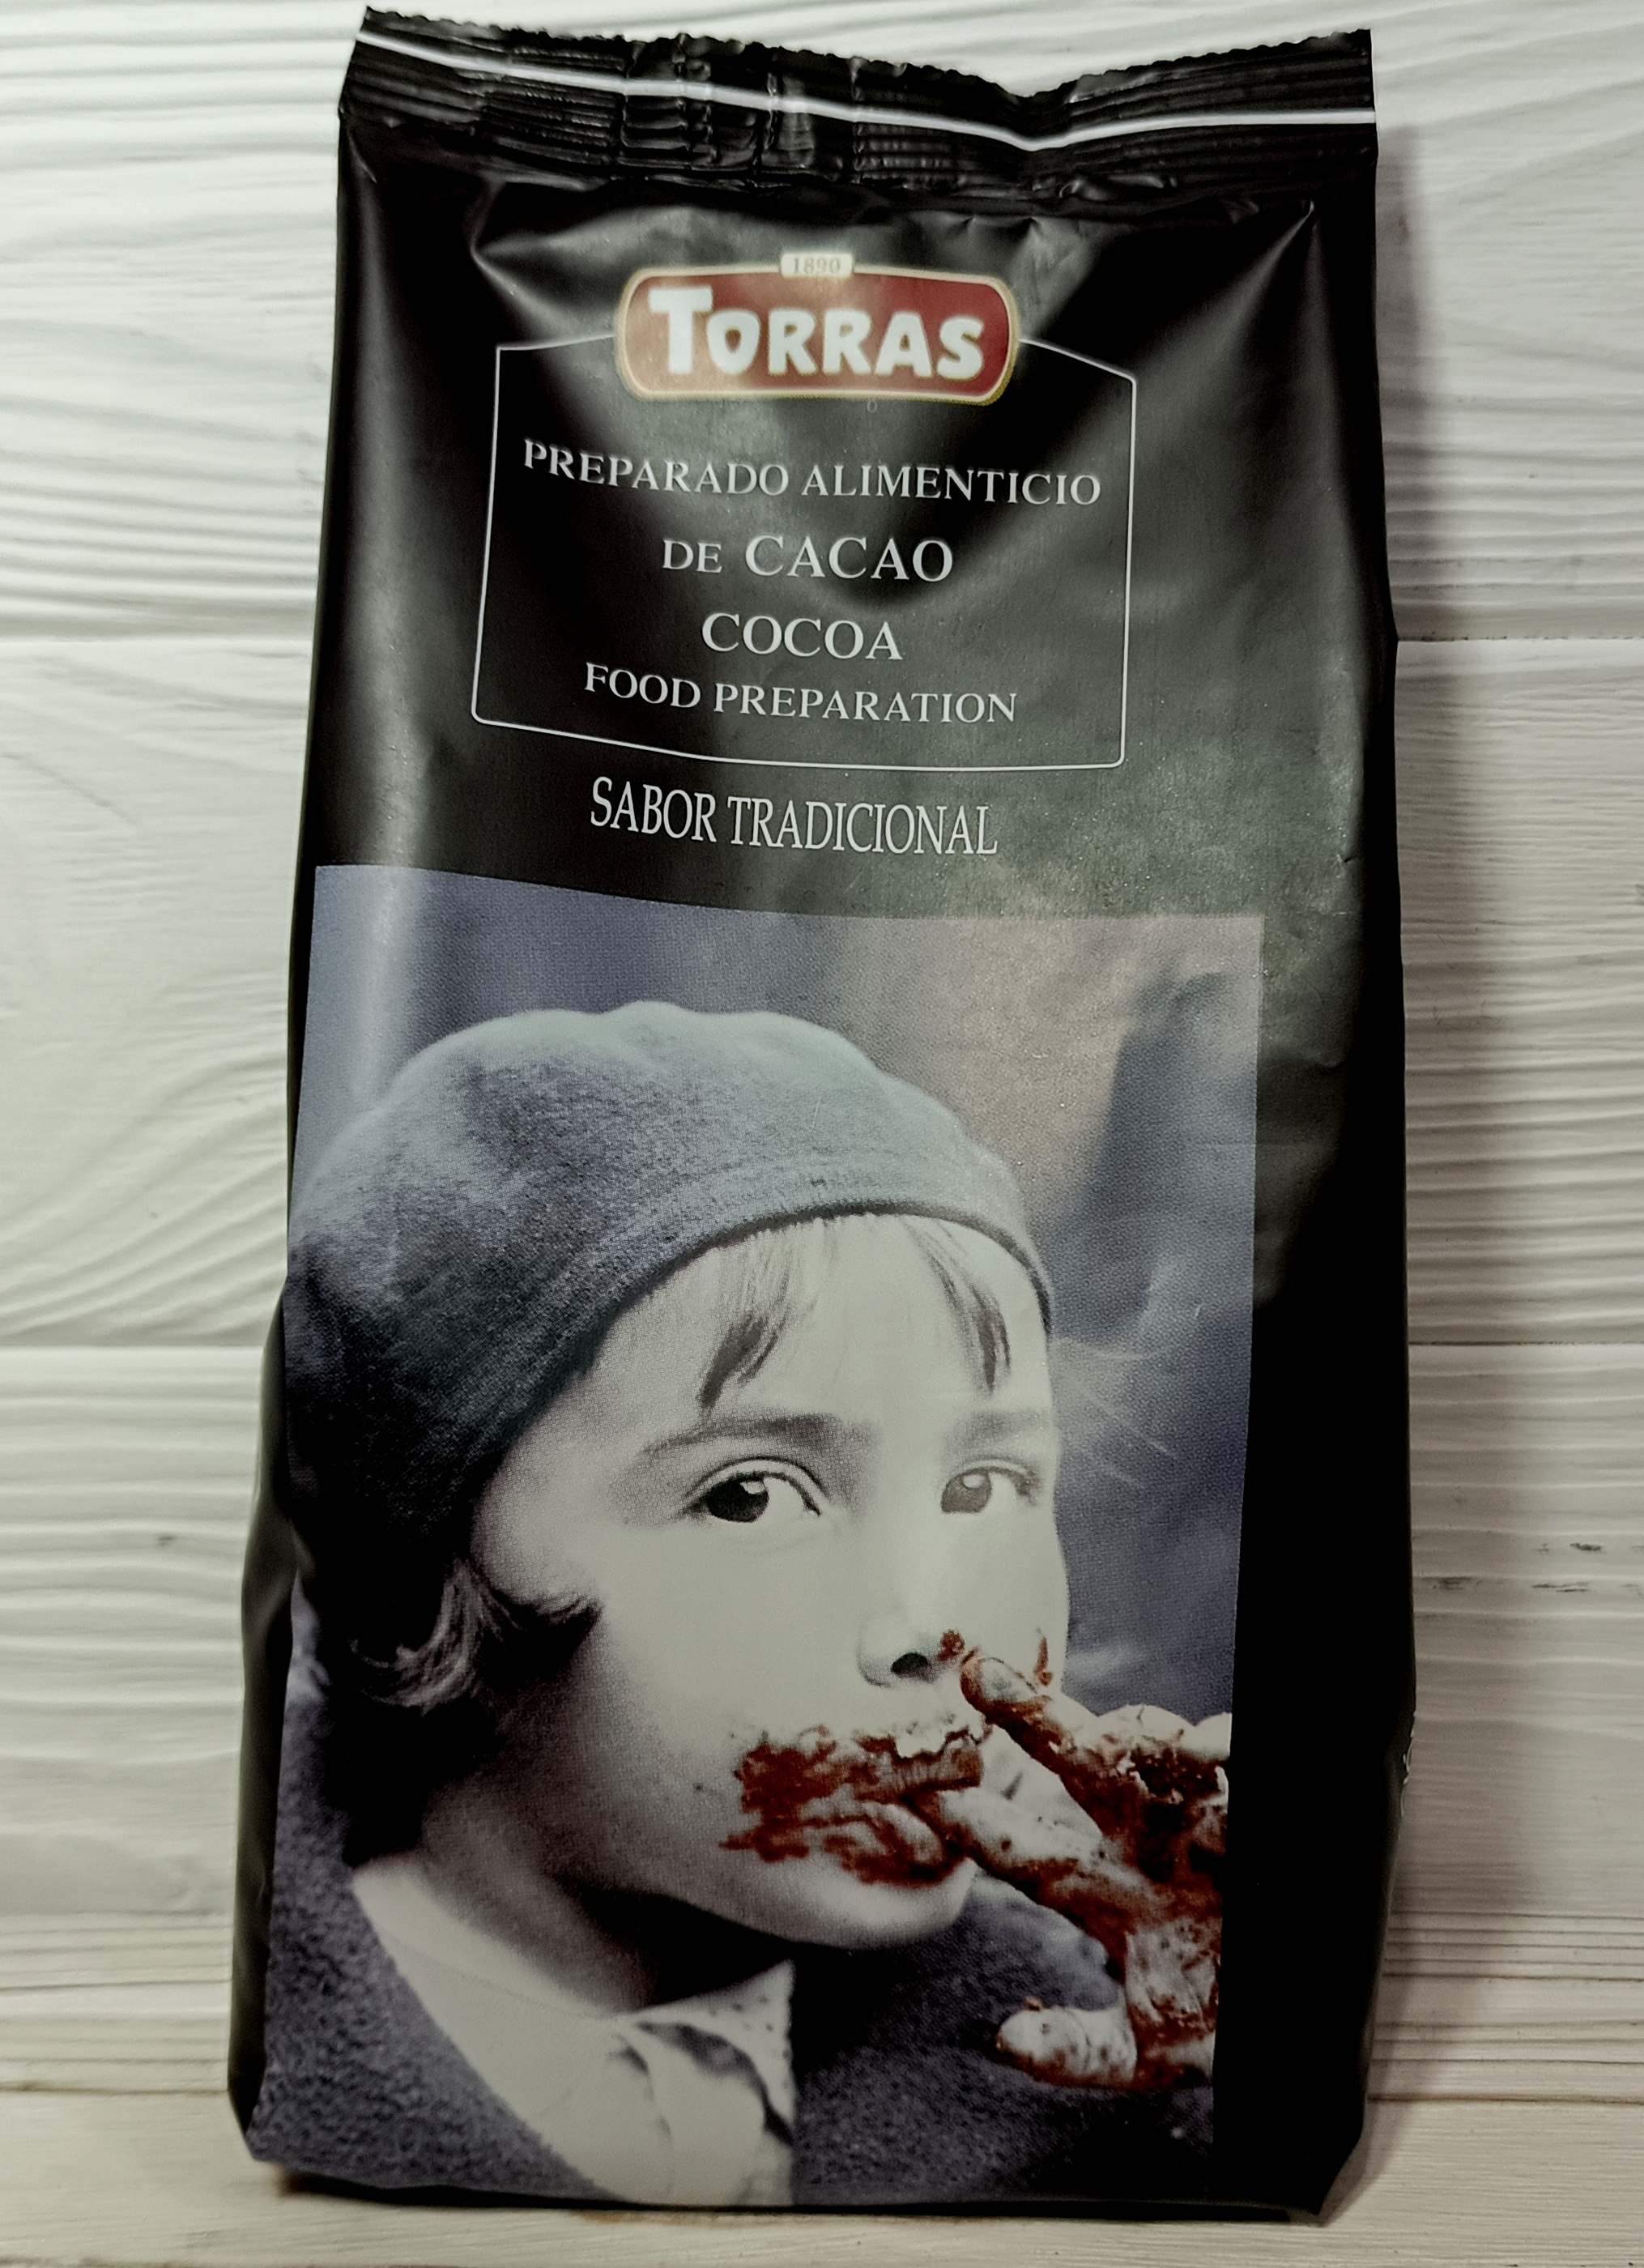 1890
TORRAS
PREPARADO ALIMENTICIO
DE CACAO
COCOA
FOOD PREPARATION
SABOR TRADICIONAL